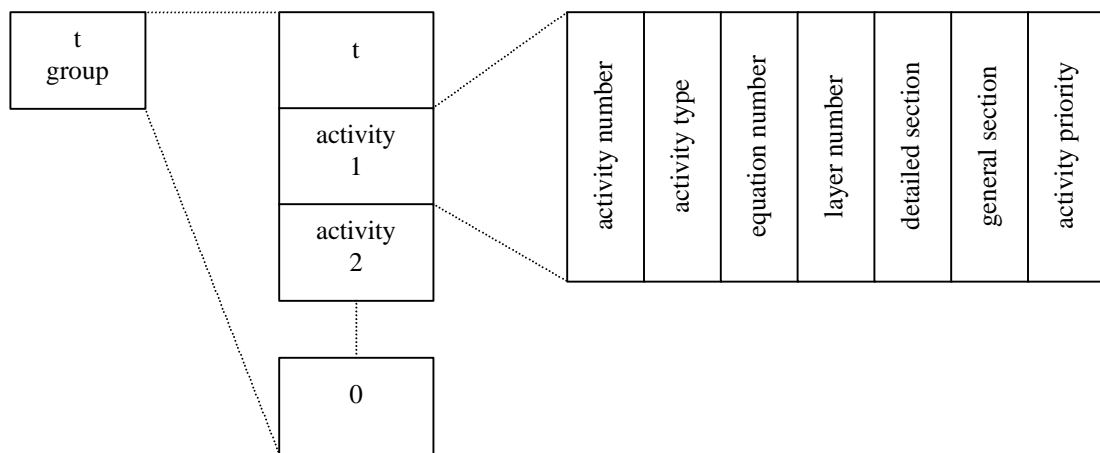 t
group
t
activity
1
activity
2
0
activity number
activity type
equation number
layer number
detailed section
general section
activity priority